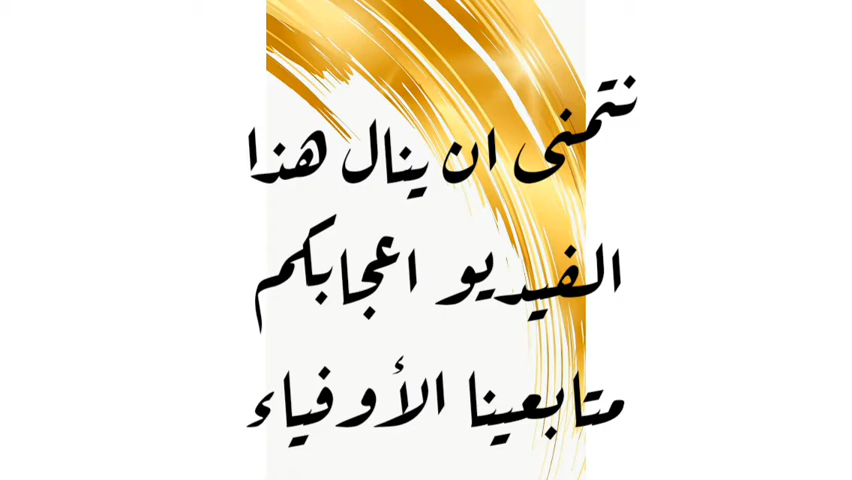 نتمنى ان ينال هذا
الفيديو اعجابكم
متابعينا الأوفياء